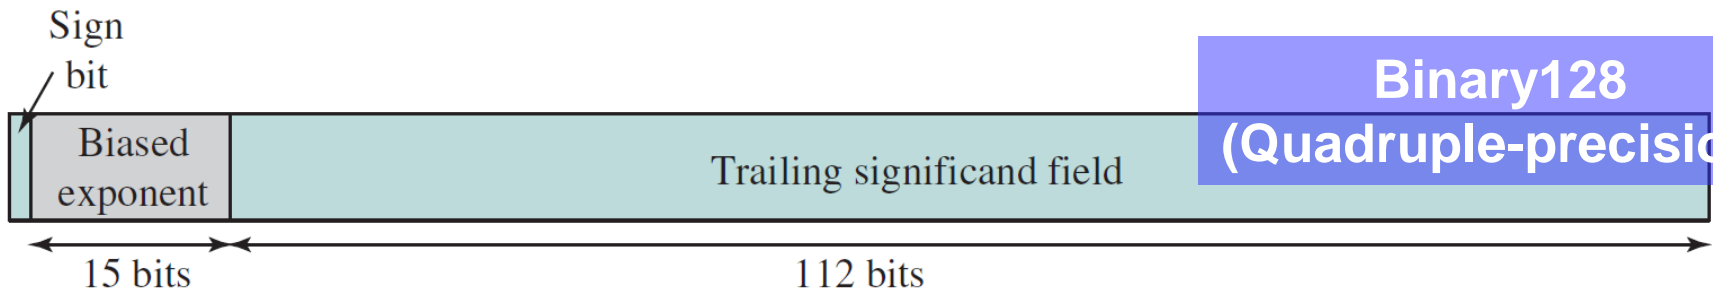 Sign
bit
Binary128
(Quadruple-precisio
Biased
exponent
Trailing significand field
15 bits
112 bits